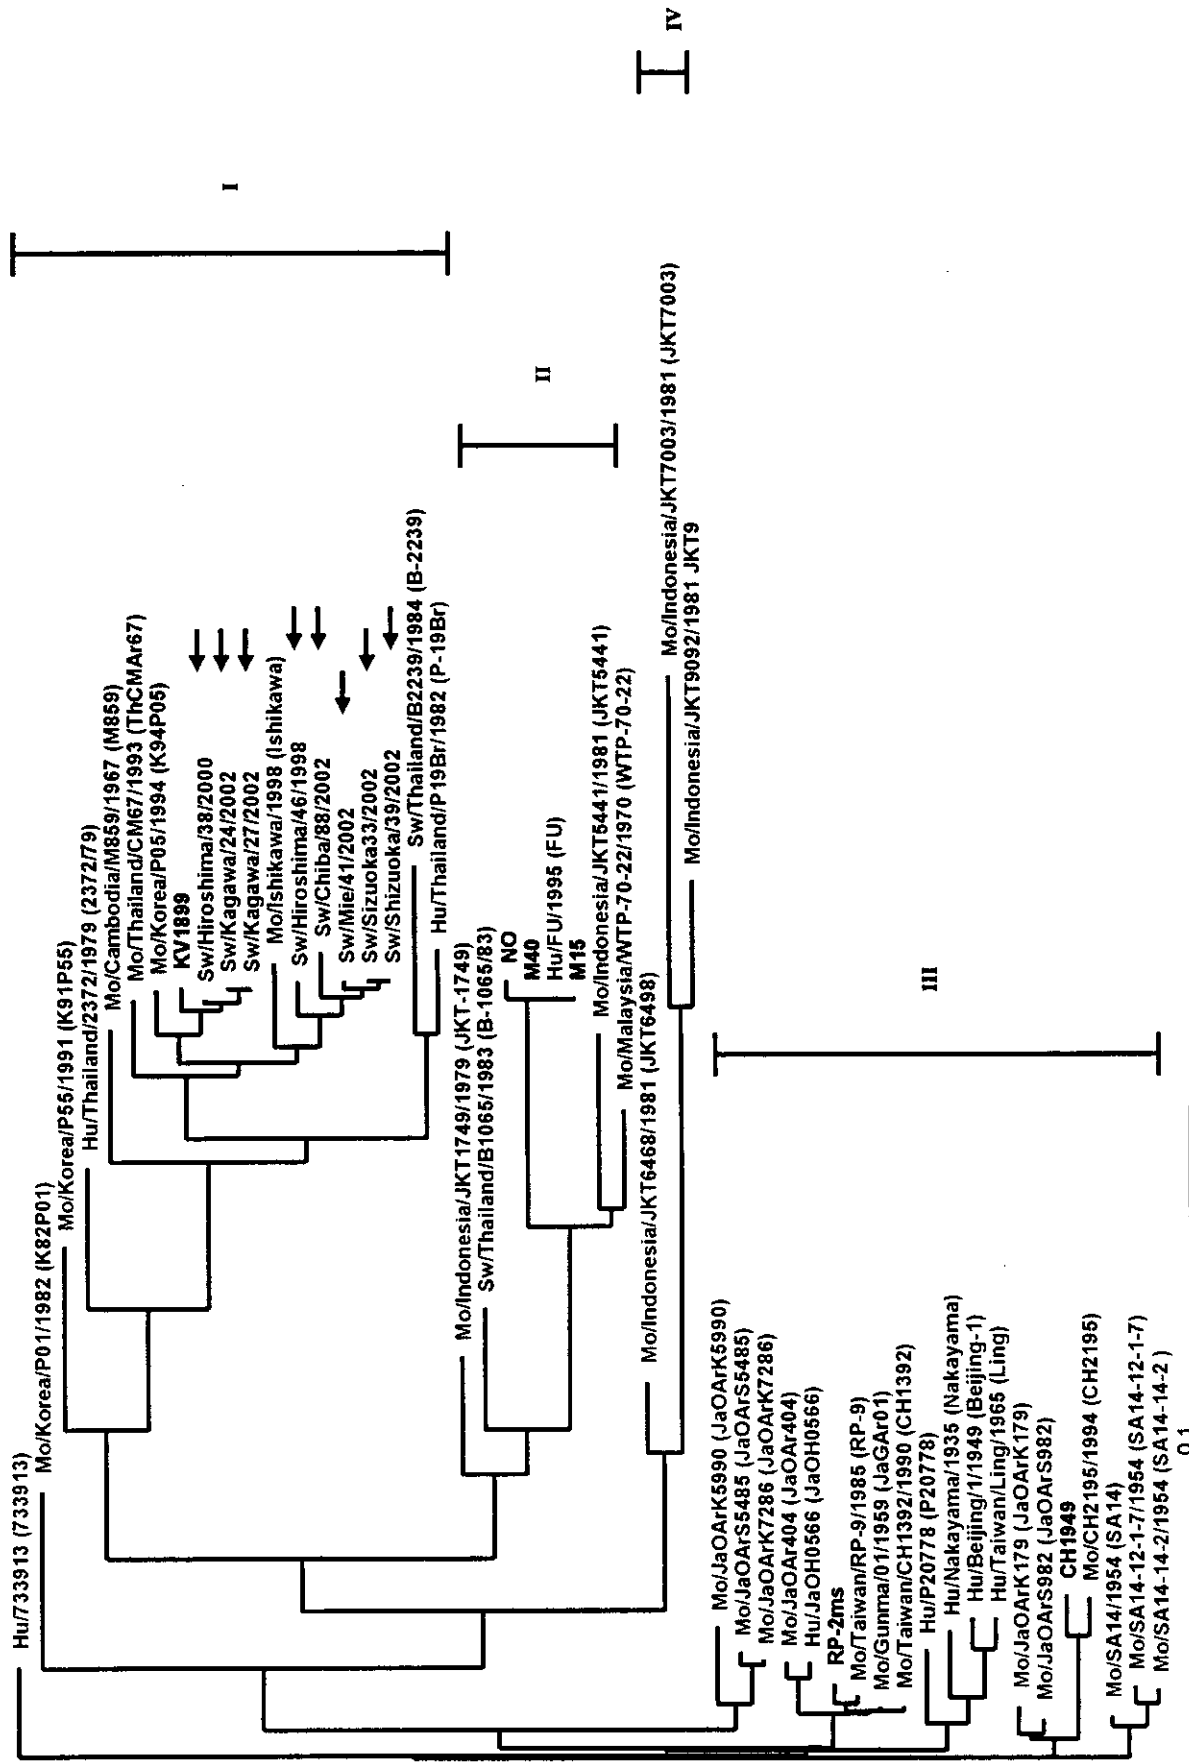 Hu/733913 (733913)
Mo/Korea/P01/1982 (K82P01)
Mo/Korea/P55/1991 (K91P55)
Hu/Thailand/2372/1979 (2372/79)
Mo/Cambodia/M859/1967 (M859)
Mo/Thailand/CM67/1993 (ThCMAr67)
Mo/Korea/P05/1994 (K94P05)
KV1899
Sw/Hiroshima/38/2000
Sw/Kagawa/24/2002
Sw/Kagawa/27/2002
Mo/Ishikawa/1998 (Ishikawa)
Sw/Hiroshima/46/1998
Sw/Chiba/88/2002
Sw/Mie/41/2002
Sw/Sizuoka33/2002
Sw/Shizuoka/39/2002
Sw/Thailand/B2239/1984 (B-2239)
Hu/Thailand/P19Br/1982 (P-19Br)
I
Mo/Indonesia/JKT1749/1979 (JKT-1749)
Sw/Thailand/B1065/1983 (B-1065/83)
NO
M40
Hu/FU/1995 (FU)
M15
Mo/Indonesia/JKT5441/1981 (JKT5441)
Mo/Malaysia/WTP-70-22/1970 (WTP-70-22)
II
Mo/Indonesia/JKT6468/1981 (JKT6498)
Mo/Indonesia/JKT7003/1981 (JKT7003)
Mo/Indonesia/JKT9092/1981 JKT9
IV
Mo/JaOArK5990 (JaOArK5990)
Mo/JaOArS5485 (JaOArS5485)
Mo/JaOArK7286 (JaOArK7286)
Mo/JaOAr404 (JaOAr404)
Hu/JaOH0566 (JaOH0566)
RP-2ms
Mo/Taiwan/RP-9/1985 (RP-9)
Mo/Gunma/01/1959 (JaGAr01)
Mo/Taiwan/CH1392/1990 (CH1392)
Hu/P20778 (P20778)
Hu/Nakayama/1935 (Nakayama)
Hu/Beijing/1/1949 (Beijing-1)
Hu/Taiwan/Ling/1965 (Ling)
Mo/JaOArK179 (JaOArK179)
Mo/JaOArS982 (JaOArS982)
CH1949
Mo/CH2195/1994 (CH2195)
Mo/SA14/1954 (SA14)
Mo/SA14-12-1-7/1954 (SA14-12-1-7)
Mo/SA14-14-2/1954 (SA14-14-2 )
III
0.1